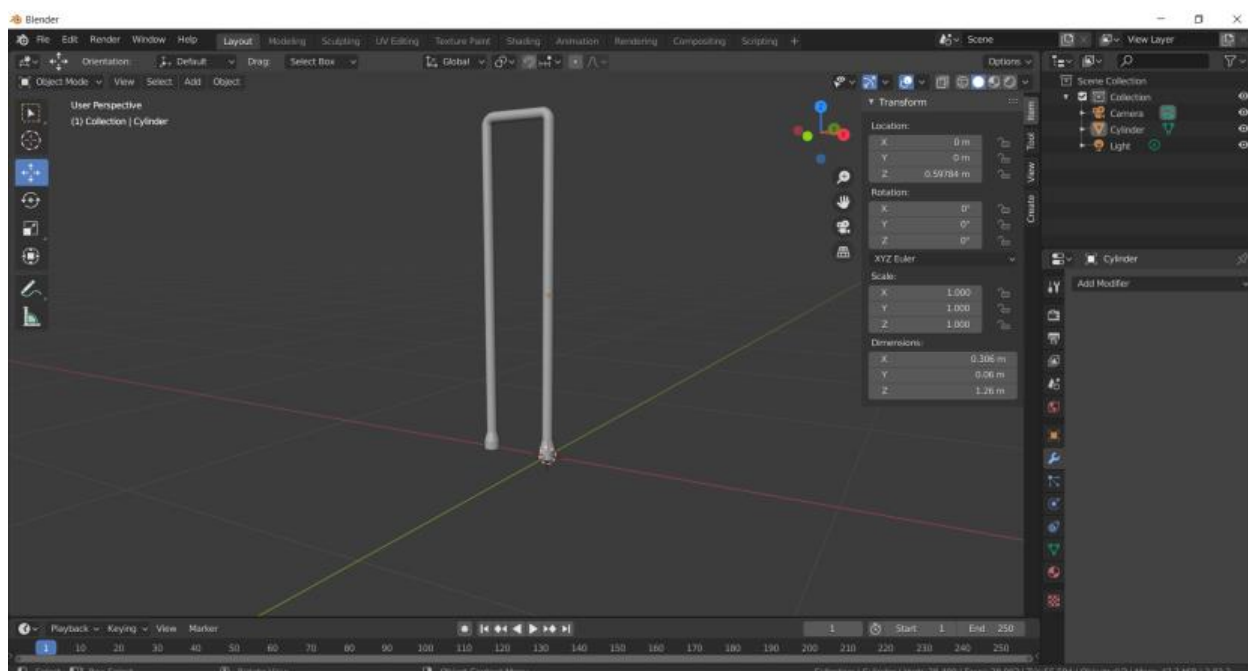 Blender
File Edit Render Window Help Layout Modeling Sculpting UV Editing Texture Paint Shading Animation Rendering Compositing Scripting + Scene View Layer
Orientation: Default Drag: Select Box Global Options
Object Mode View Select Add Object
User Perspective
(1) Collection | Cylinder
Transform
Location:
X 0 m
Y 0 m
Z 0.59784 m
Rotation:
X 0°
Y 0°
Z 0°
XYZ Euler
Scale:
X 1.000
Y 1.000
Z 1.000
Dimensions:
X 0.306 m
Y 0.06 m
Z 1.26 m
Item
Tool
View
Create
Scene Collection
Collection
Camera
Cylinder
Light
Cylinder
Add Modifier
Playback Keying View Marker 1 Start 1 End 250
1 10 20 30 40 50 60 70 80 90 100 110 120 130 140 150 160 170 180 190 200 210 220 230 240 250